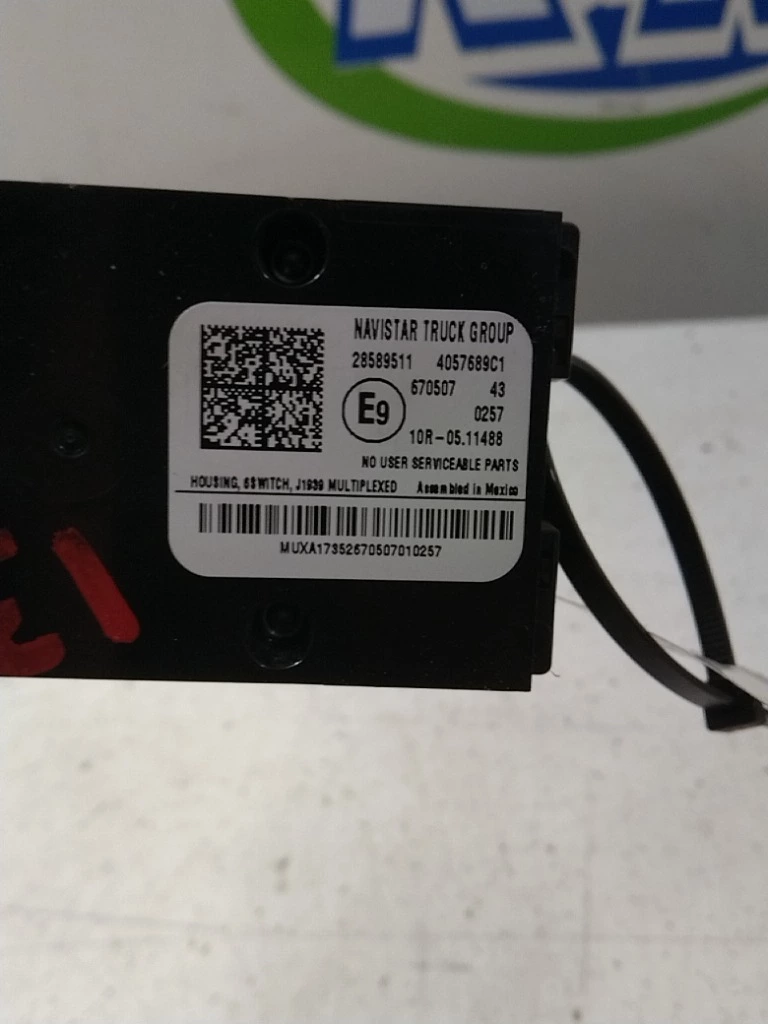 NAVISTAR TRUCK GROUP
28589511 4057689C1
E9 670507 43
0257
10R-05.11488
NO USER SERVICEABLE PARTS
HOUSING, 6SWITCH, J1939 MULTIPLEXED Assembled in Mexico
MUXA17352670507010257